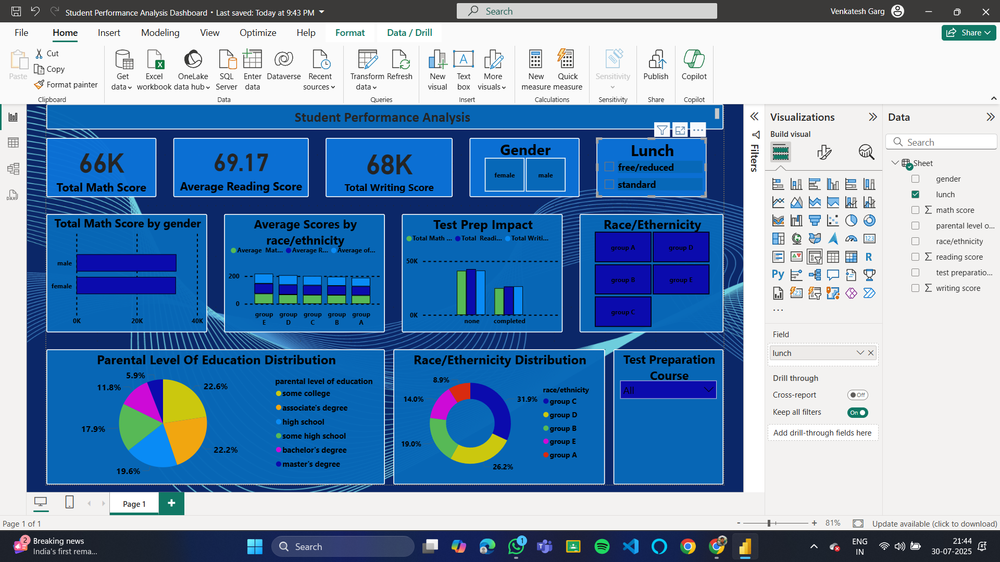 Student Performance Analysis Dashboard • Last saved: Today at 9:43 PM
Search
Venkatesh Garg
File
Home
Insert
Modeling
View
Optimize
Help
Format
Data / Drill
Share
Paste
Cut
Copy
Format painter
Clipboard
Get data
Excel workbook
OneLake data hub
SQL Server
Enter data
Dataverse
Recent sources
Data
Transform data
Refresh
Queries
New visual
Text box
More visuals
Insert
New measure
Quick measure
Calculations
Sensitivity
Sensitivity
Publish
Share
Copilot
Copilot
Student Performance Analysis
66K
Total Math Score
69.17
Average Reading Score
68K
Total Writing Score
Gender
female
male
Lunch
free/reduced
standard
Total Math Score by gender
male
female
0K
20K
40K
Average Scores by
race/ethnicity
Average Mat...
Average R...
Average of...
200
0
group E
group D
group C
group B
group A
Test Prep Impact
Total Math ...
Total Readi...
Total Writi...
50K
0K
none
completed
Race/Ethernicity
group A
group D
group B
group E
group C
Parental Level Of Education Distribution
5.9%
11.8%
17.9%
19.6%
22.2%
22.6%
parental level of education
some college
associate's degree
high school
some high school
bachelor's degree
master's degree
Race/Ethernicity Distribution
8.9%
14.0%
19.0%
26.2%
31.9%
race/ethnicity
group C
group D
group B
group E
group A
Test Preparation
Course
All
Filters
Visualizations
Build visual
123
R
Py
123
...
Field
lunch
Drill through
Cross-report
Off
Keep all filters
On
Add drill-through fields here
Data
Search
Sheet
gender
lunch
math score
parental level o...
race/ethnicity
reading score
test preparatio...
writing score
Page 1
Page 1 of 1
- + 81%
Update available (click to download)
2
Breaking news
India's first rema...
Search
1
ENG
IN
21:44
30-07-2025